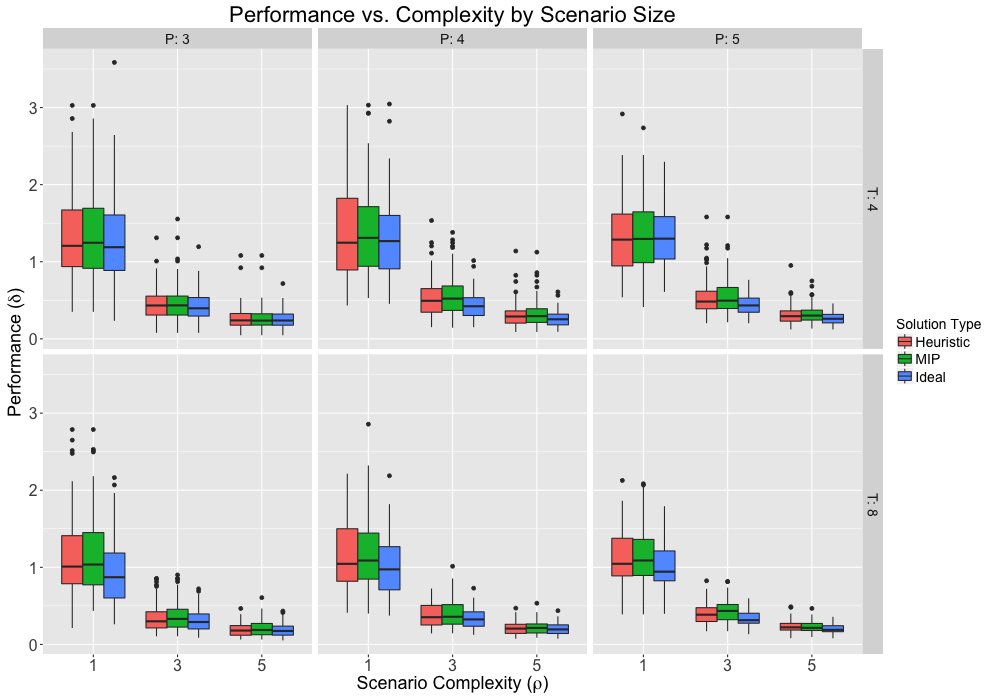 Performance vs. Complexity by Scenario Size
P: 3
P: 4
P: 5
3
2
1
0
T: 4
3
2
1
0
T: 8
1
3
5
1
3
5
1
3
5
Performance (δ)
Scenario Complexity (ρ)
Solution Type
Heuristic
MIP
Ideal